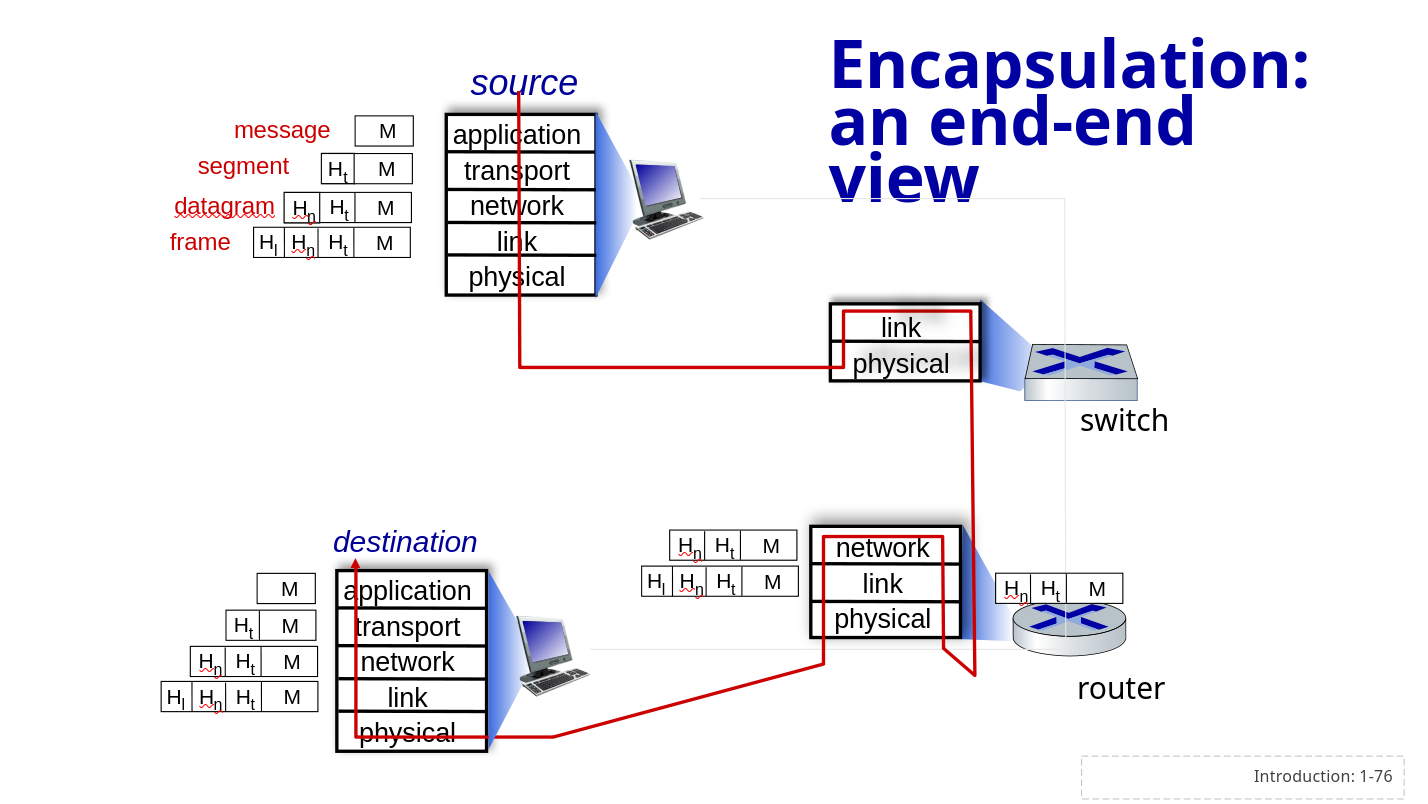 Encapsulation:
an end-end
view
source
message M
segment Ht M
datagram Hn Ht M
frame Hl Hn Ht M
application
transport
network
link
physical
link
physical
switch
destination
M
Ht M
Hn Ht M
Hl Hn Ht M
application
transport
network
link
physical
Hn Ht M
Hl Hn Ht M
network
link
physical
Hn Ht M
router
Introduction: 1-76